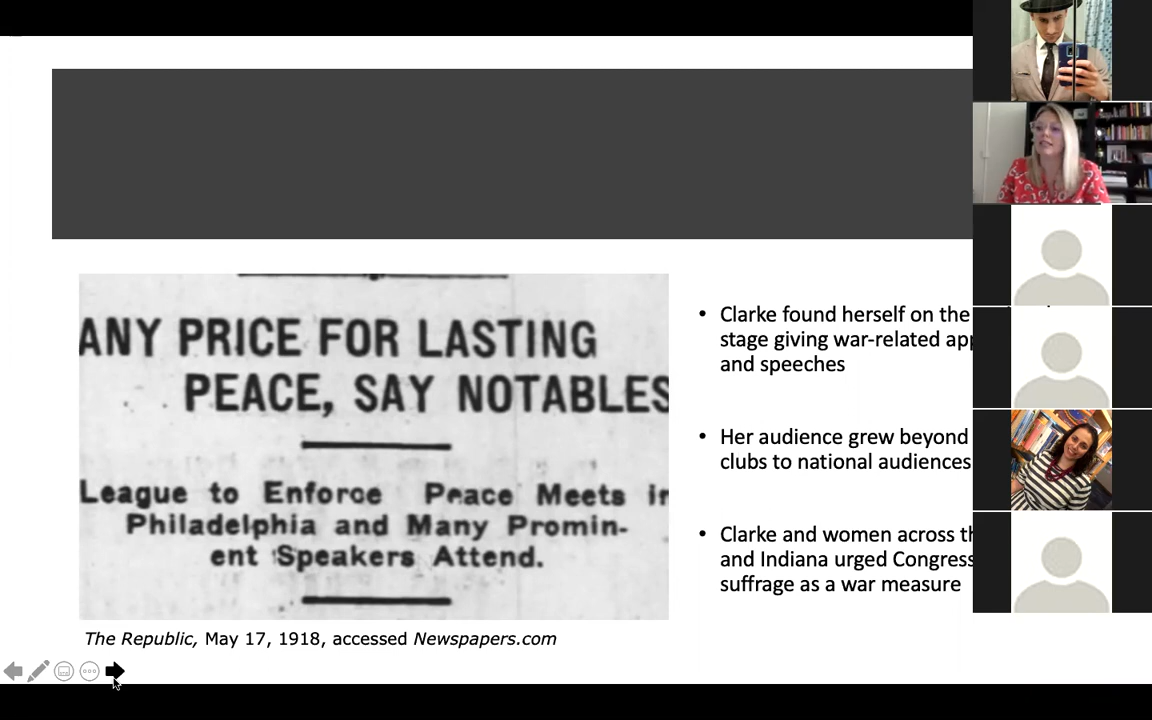 ANY PRICE FOR LASTING
PEACE, SAY NOTABLES
League to Enforce Peace Meets in
Philadelphia and Many Promin-
ent Speakers Attend.
The Republic, May 17, 1918, accessed Newspapers.com
• Clarke found herself on the
stage giving war-related app
and speeches
• Her audience grew beyond
clubs to national audiences
• Clarke and women across th
and Indiana urged Congress
suffrage as a war measure